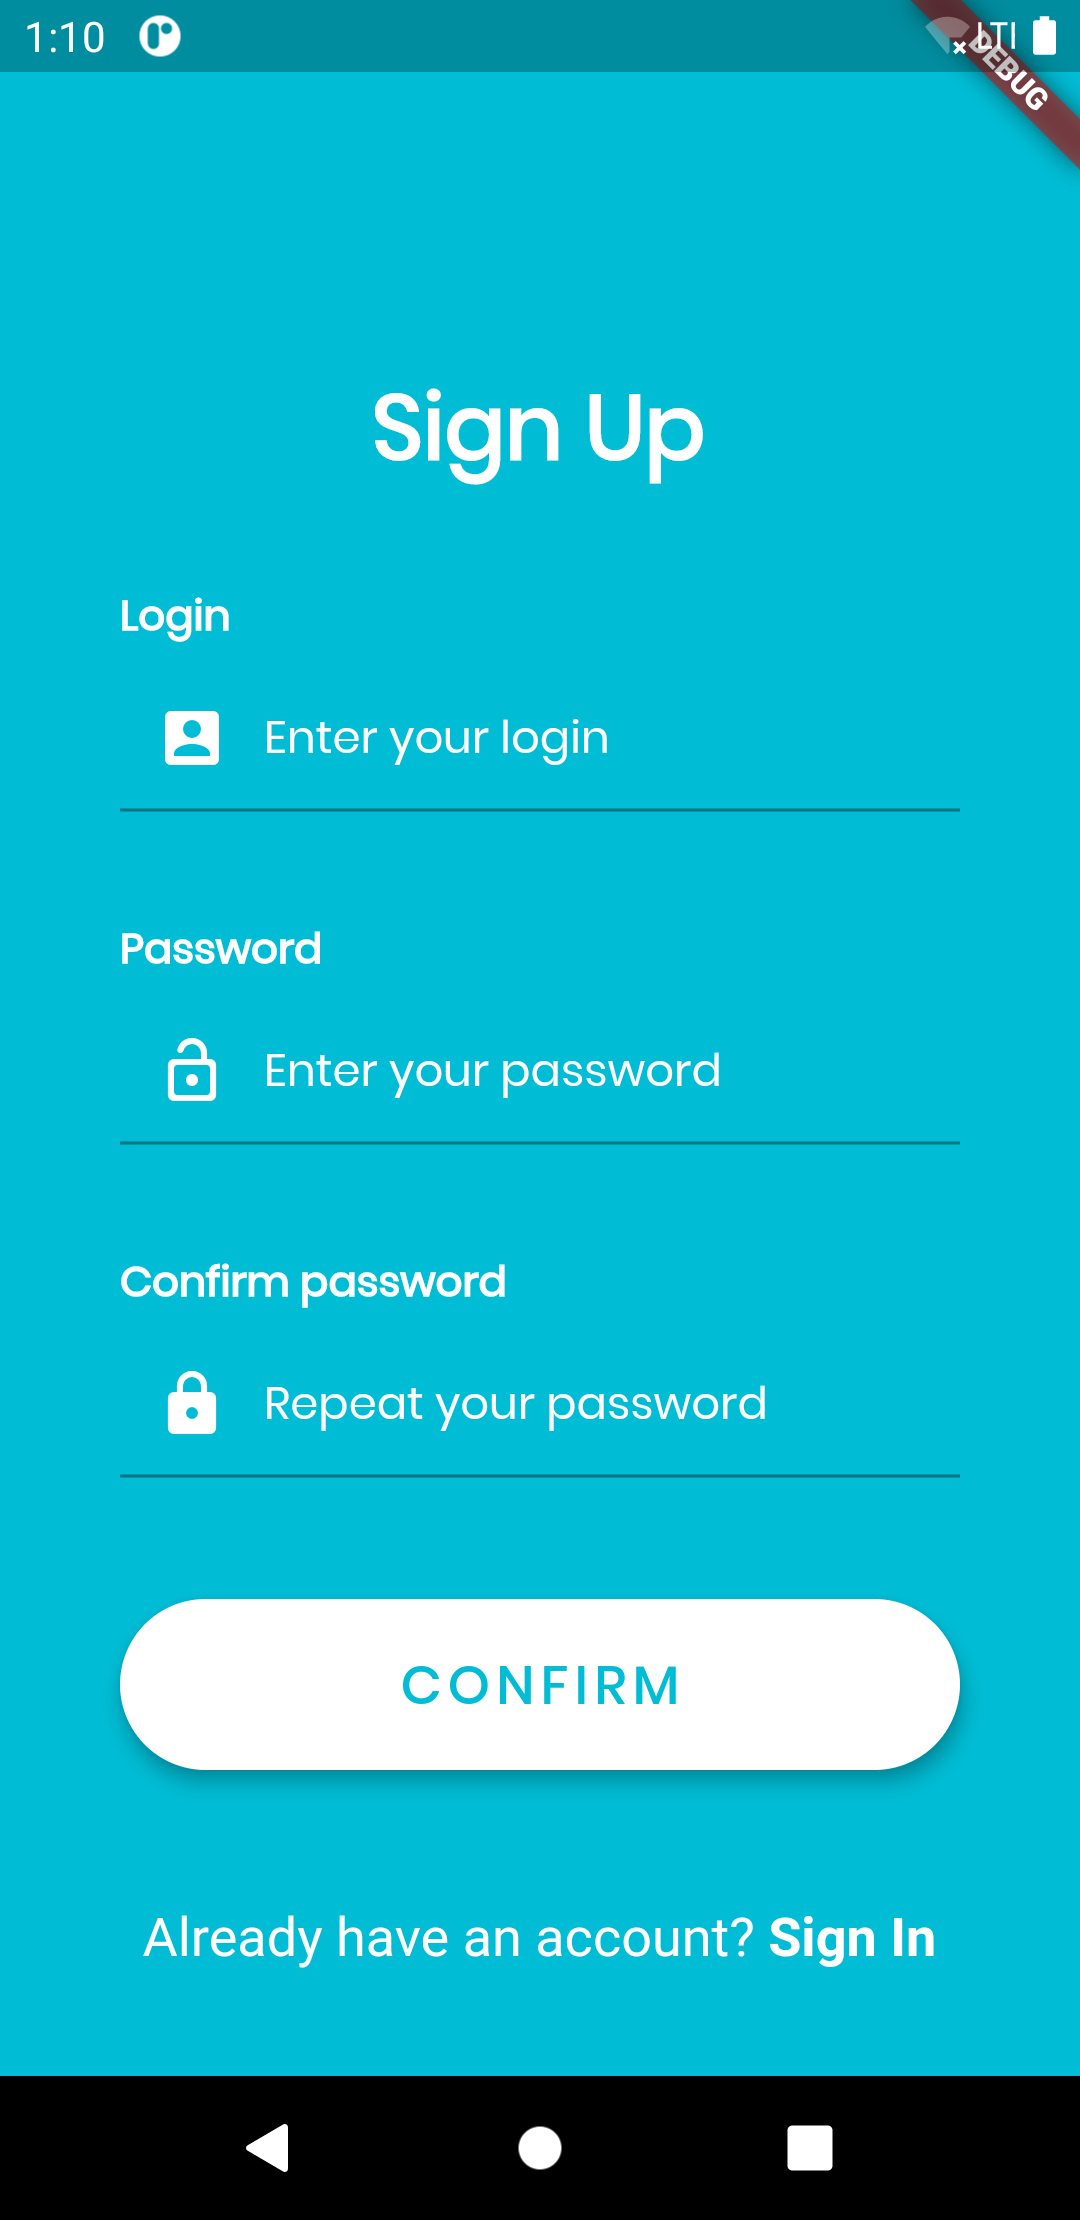 1:10
DEBUG
Sign Up
Login
Enter your login
Password
Enter your password
Confirm password
Repeat your password
CONFIRM
Already have an account? Sign In